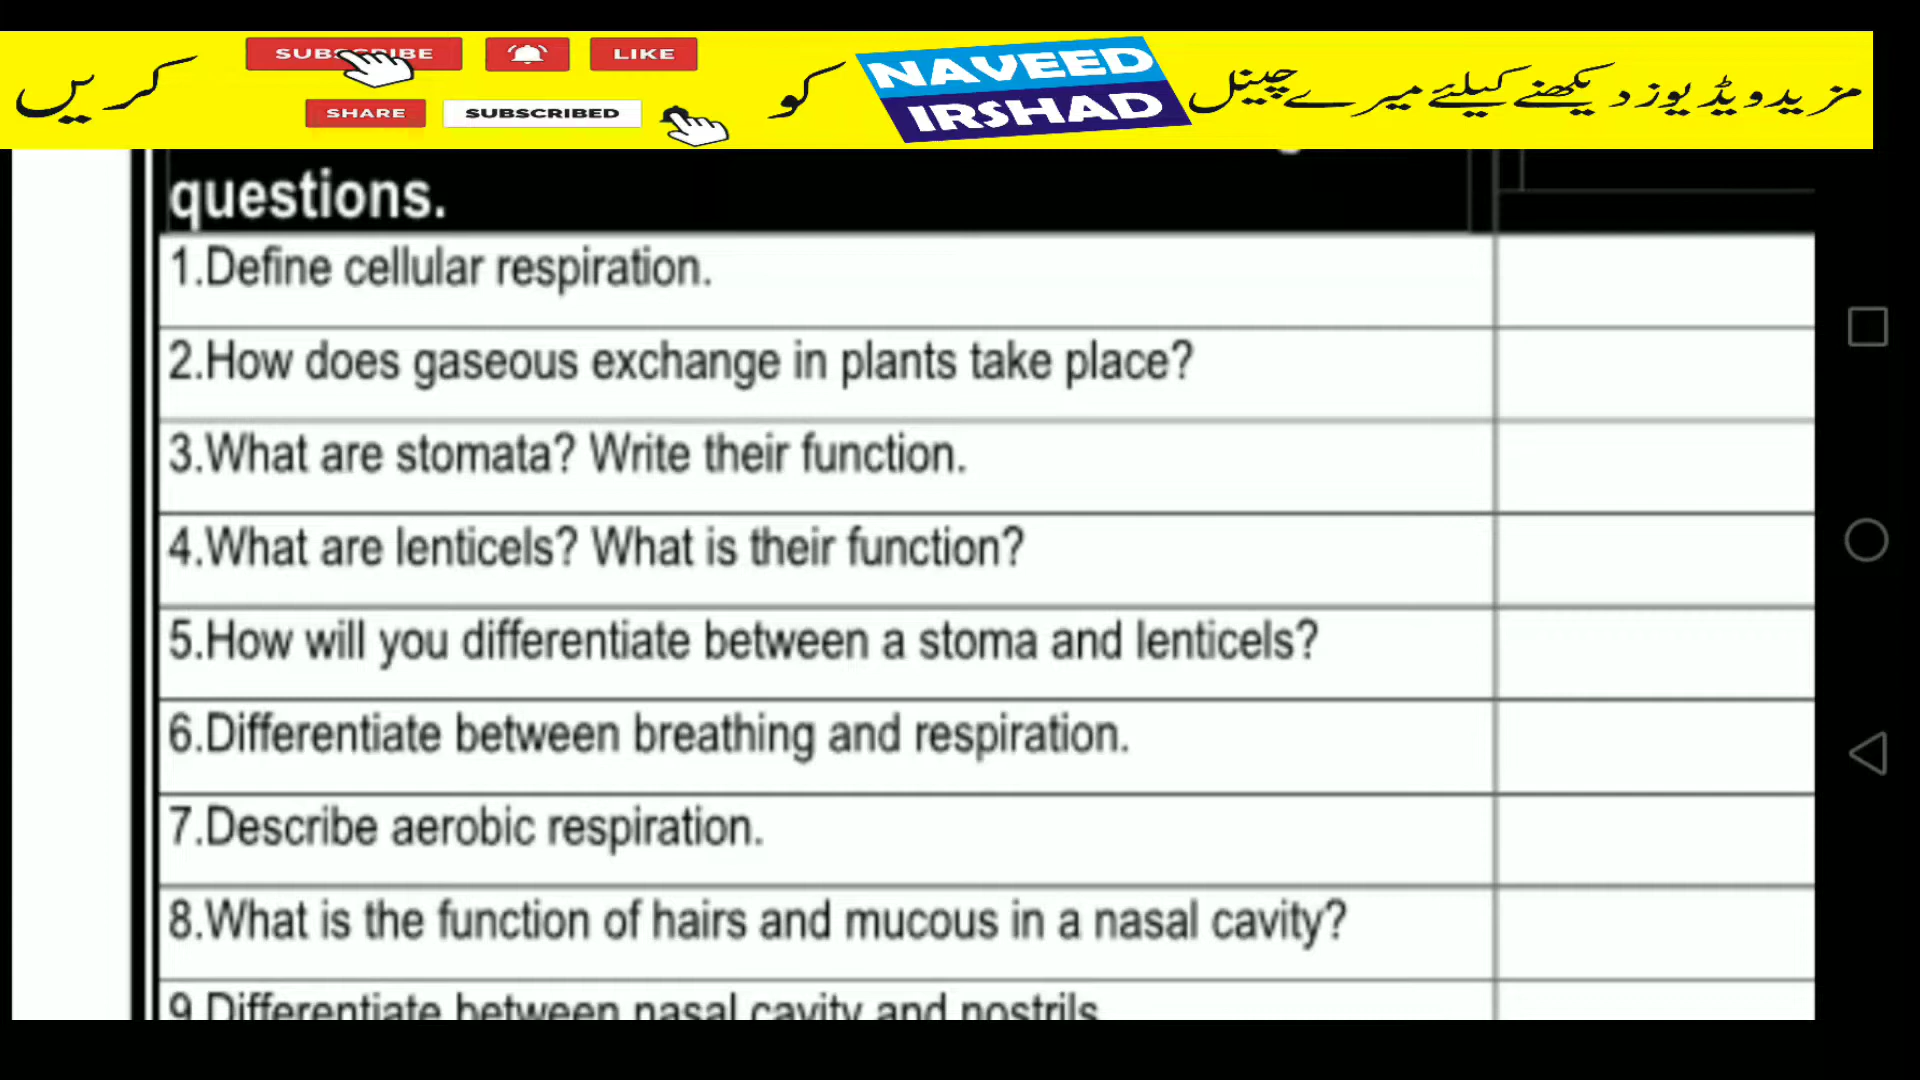 مزید ویڈیوز دیکھنے کیلئے میرے چینل NAVEED IRSHAD کو SUBSCRIBE LIKE SHARE SUBSCRIBED کریں
questions.
1.Define cellular respiration.
2.How does gaseous exchange in plants take place?
3.What are stomata? Write their function.
4.What are lenticels? What is their function?
5.How will you differentiate between a stoma and lenticels?
6.Differentiate between breathing and respiration.
7.Describe aerobic respiration.
8.What is the function of hairs and mucous in a nasal cavity?
9.Differentiate between nasal cavity and nostrils.